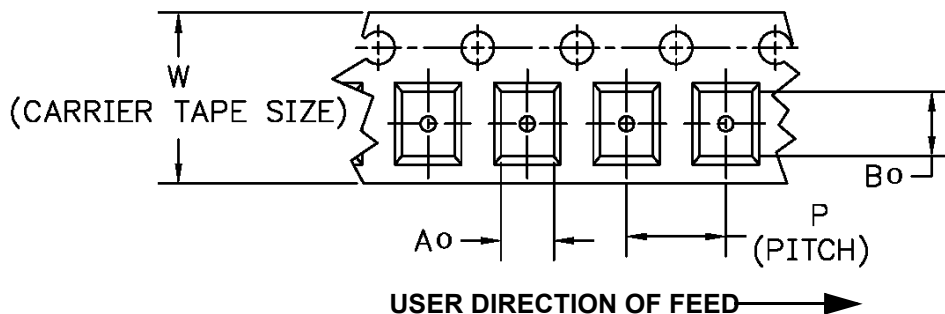 W
(CARRIER TAPE SIZE)
Bo
Ao
P
(PITCH)
USER DIRECTION OF FEED